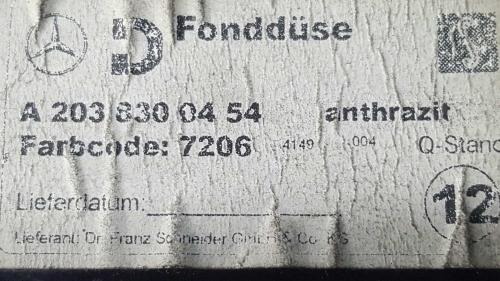 D Fonddüse
A 203 830 04 54 anthrazit
Farbcode: 7206 4149 004 Q-Stand
Lieferdatum:
12
Lieferant: Dr. Franz Schneider GmbH & Co. KG